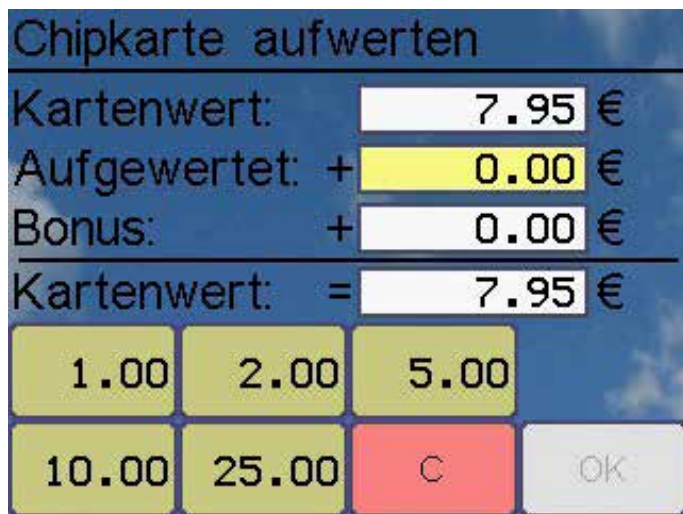 Chipkarte aufwerten
Kartenwert: 7.95 €
Aufgewertet: + 0.00 €
Bonus: + 0.00 €
Kartenwert: = 7.95 €
1.00 2.00 5.00
10.00 25.00 C OK